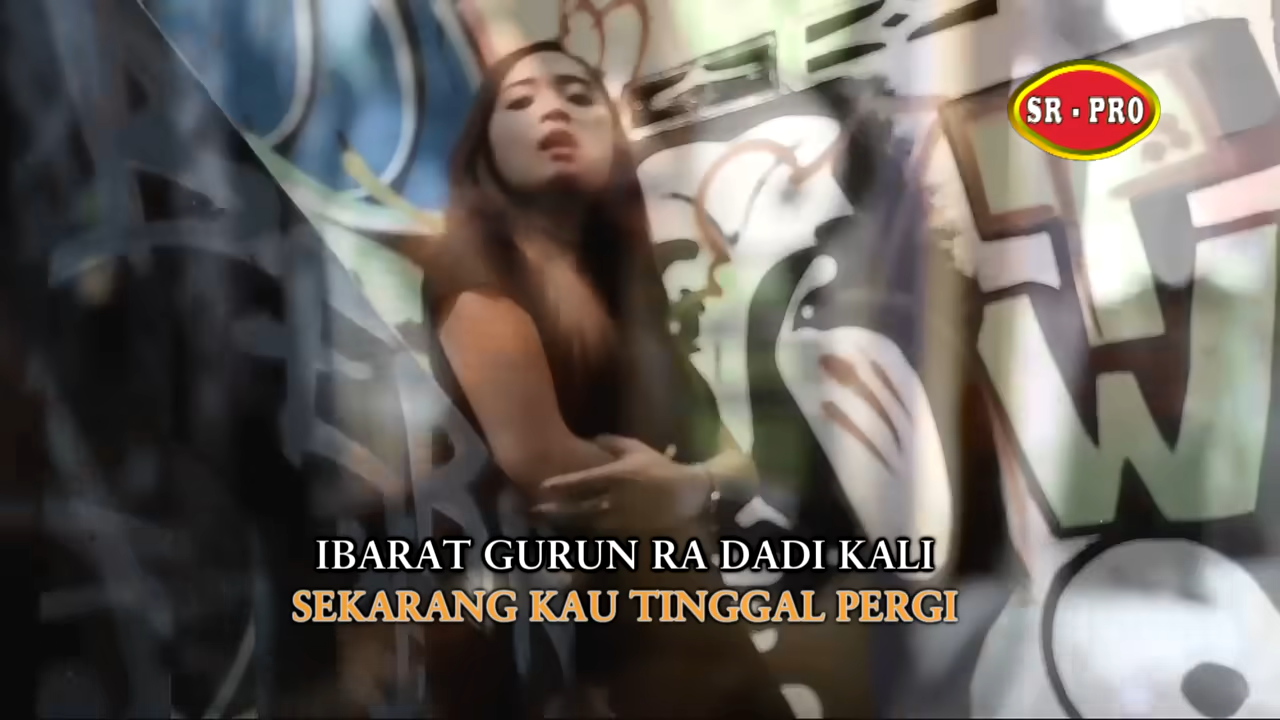 SR - PRO
IBARAT GURUN RA DADI KALI
SEKARANG KAU TINGGAL PERGI